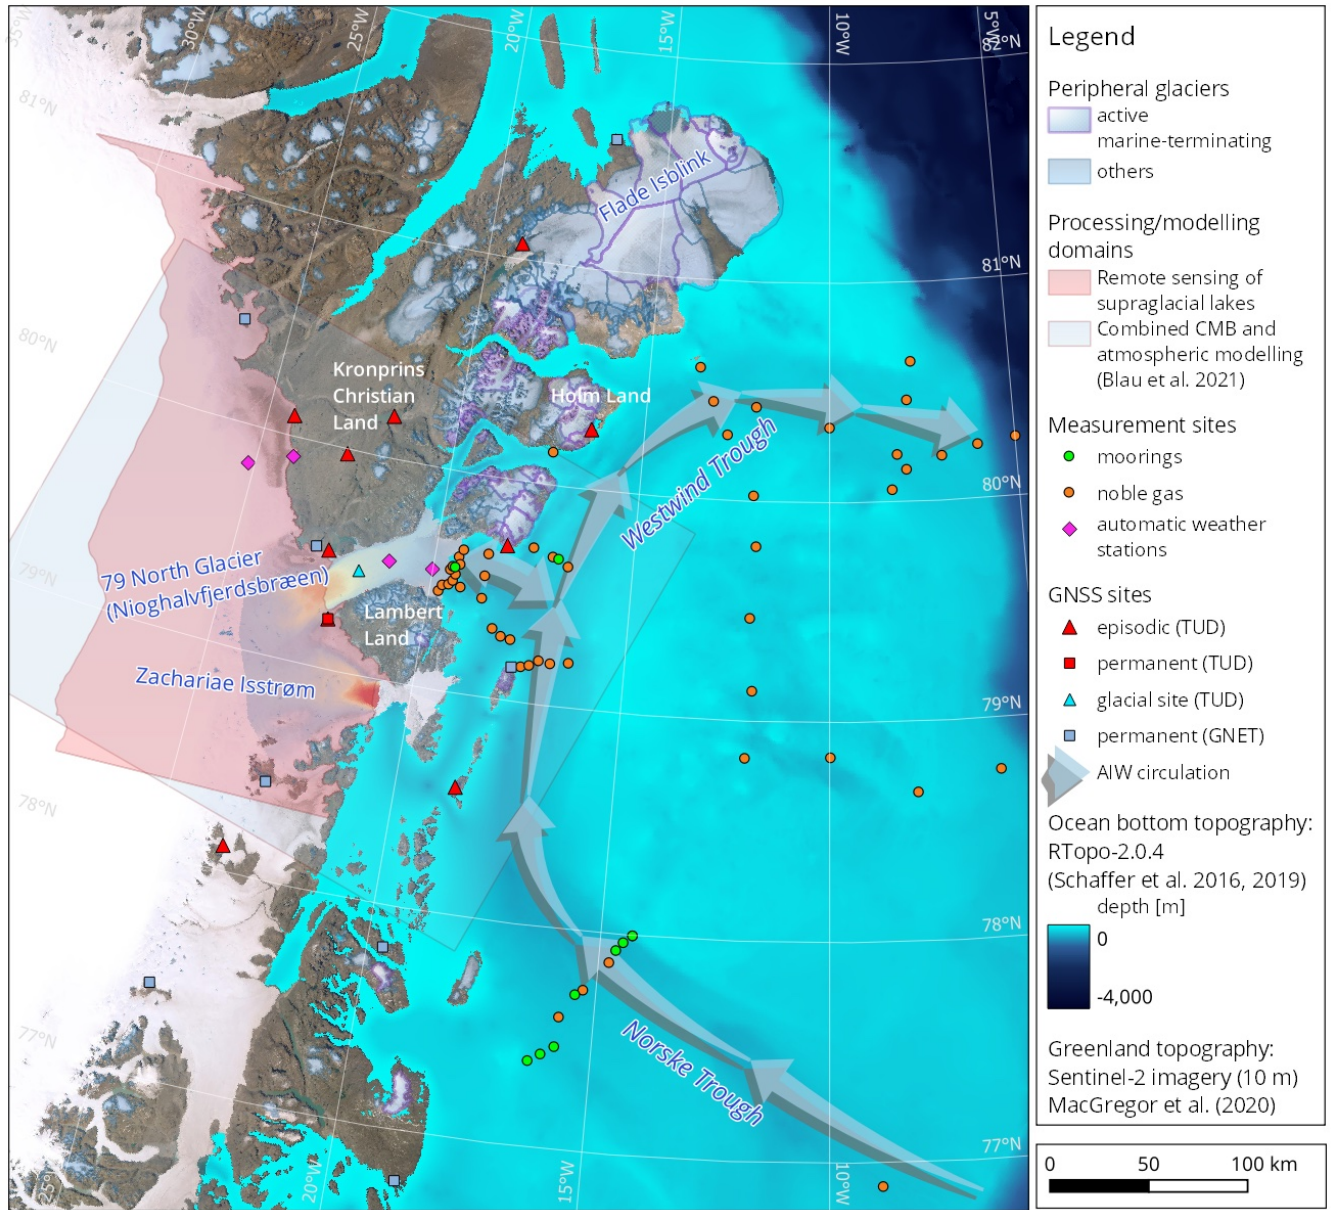 35°W
30°W
25°W
20°W
15°W
10°W
5°W
82°N
81°N
81°N
80°N
80°N
79°N
79°N
78°N
78°N
77°N
77°N
25°W
20°W
15°W
10°W
Flade Isblink
Kronprins
Christian
Land
Holm Land
Westwind Trough
79 North Glacier
(Nioghalvfjerdsbræen)
Lambert
Land
Zachariae Isstrøm
Norske Trough
Legend
Peripheral glaciers
active
marine-terminating
others
Processing/modelling
domains
Remote sensing of
supraglacial lakes
Combined CMB and
atmospheric modelling
(Blau et al. 2021)
Measurement sites
moorings
noble gas
automatic weather
stations
GNSS sites
episodic (TUD)
permanent (TUD)
glacial site (TUD)
permanent (GNET)
AIW circulation
Ocean bottom topography:
RTopo-2.0.4
(Schaffer et al. 2016, 2019)
depth [m]
0
-4,000
Greenland topography:
Sentinel-2 imagery (10 m)
MacGregor et al. (2020)
0 50 100 km